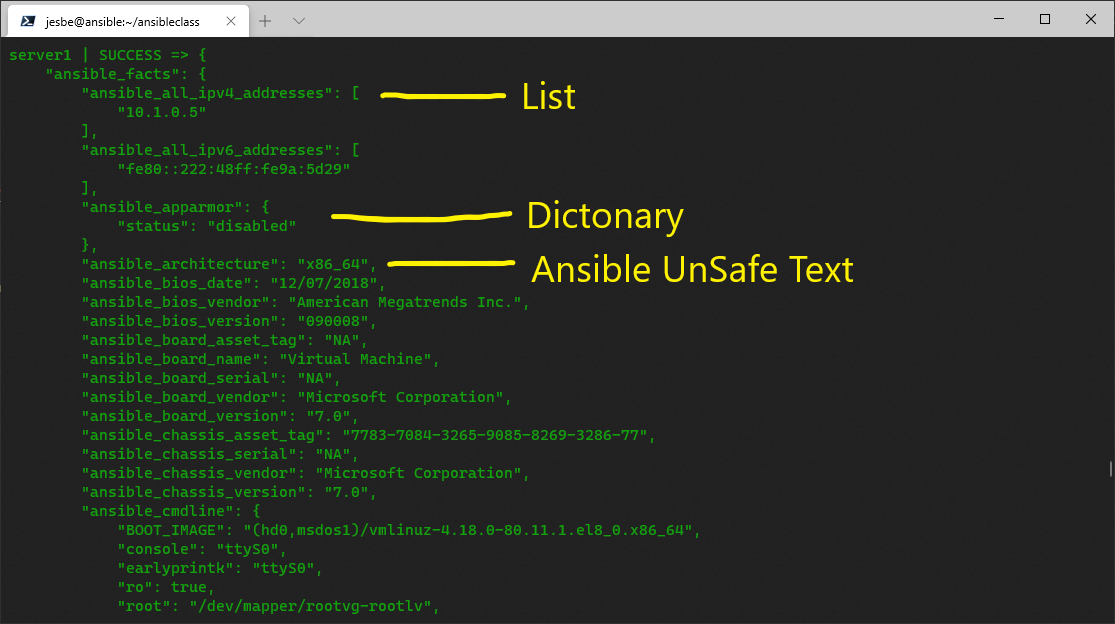 jesbe@ansible:~/ansibleclass
server1 | SUCCESS => {
    "ansible_facts": {
        "ansible_all_ipv4_addresses": [ List
            "10.1.0.5"
        ],
        "ansible_all_ipv6_addresses": [
            "fe80::222:48ff:fe9a:5d29"
        ],
        "ansible_apparmor": { Dictonary
            "status": "disabled"
        },
        "ansible_architecture": "x86_64", Ansible UnSafe Text
        "ansible_bios_date": "12/07/2018",
        "ansible_bios_vendor": "American Megatrends Inc.",
        "ansible_bios_version": "090008",
        "ansible_board_asset_tag": "NA",
        "ansible_board_name": "Virtual Machine",
        "ansible_board_serial": "NA",
        "ansible_board_vendor": "Microsoft Corporation",
        "ansible_board_version": "7.0",
        "ansible_chassis_asset_tag": "7783-7084-3265-9085-8269-3286-77",
        "ansible_chassis_serial": "NA",
        "ansible_chassis_vendor": "Microsoft Corporation",
        "ansible_chassis_version": "7.0",
        "ansible_cmdline": {
            "BOOT_IMAGE": "(hd0,msdos1)/vmlinuz-4.18.0-80.11.1.el8_0.x86_64",
            "console": "ttyS0",
            "earlyprintk": "ttyS0",
            "ro": true,
            "root": "/dev/mapper/rootvg-rootlv",